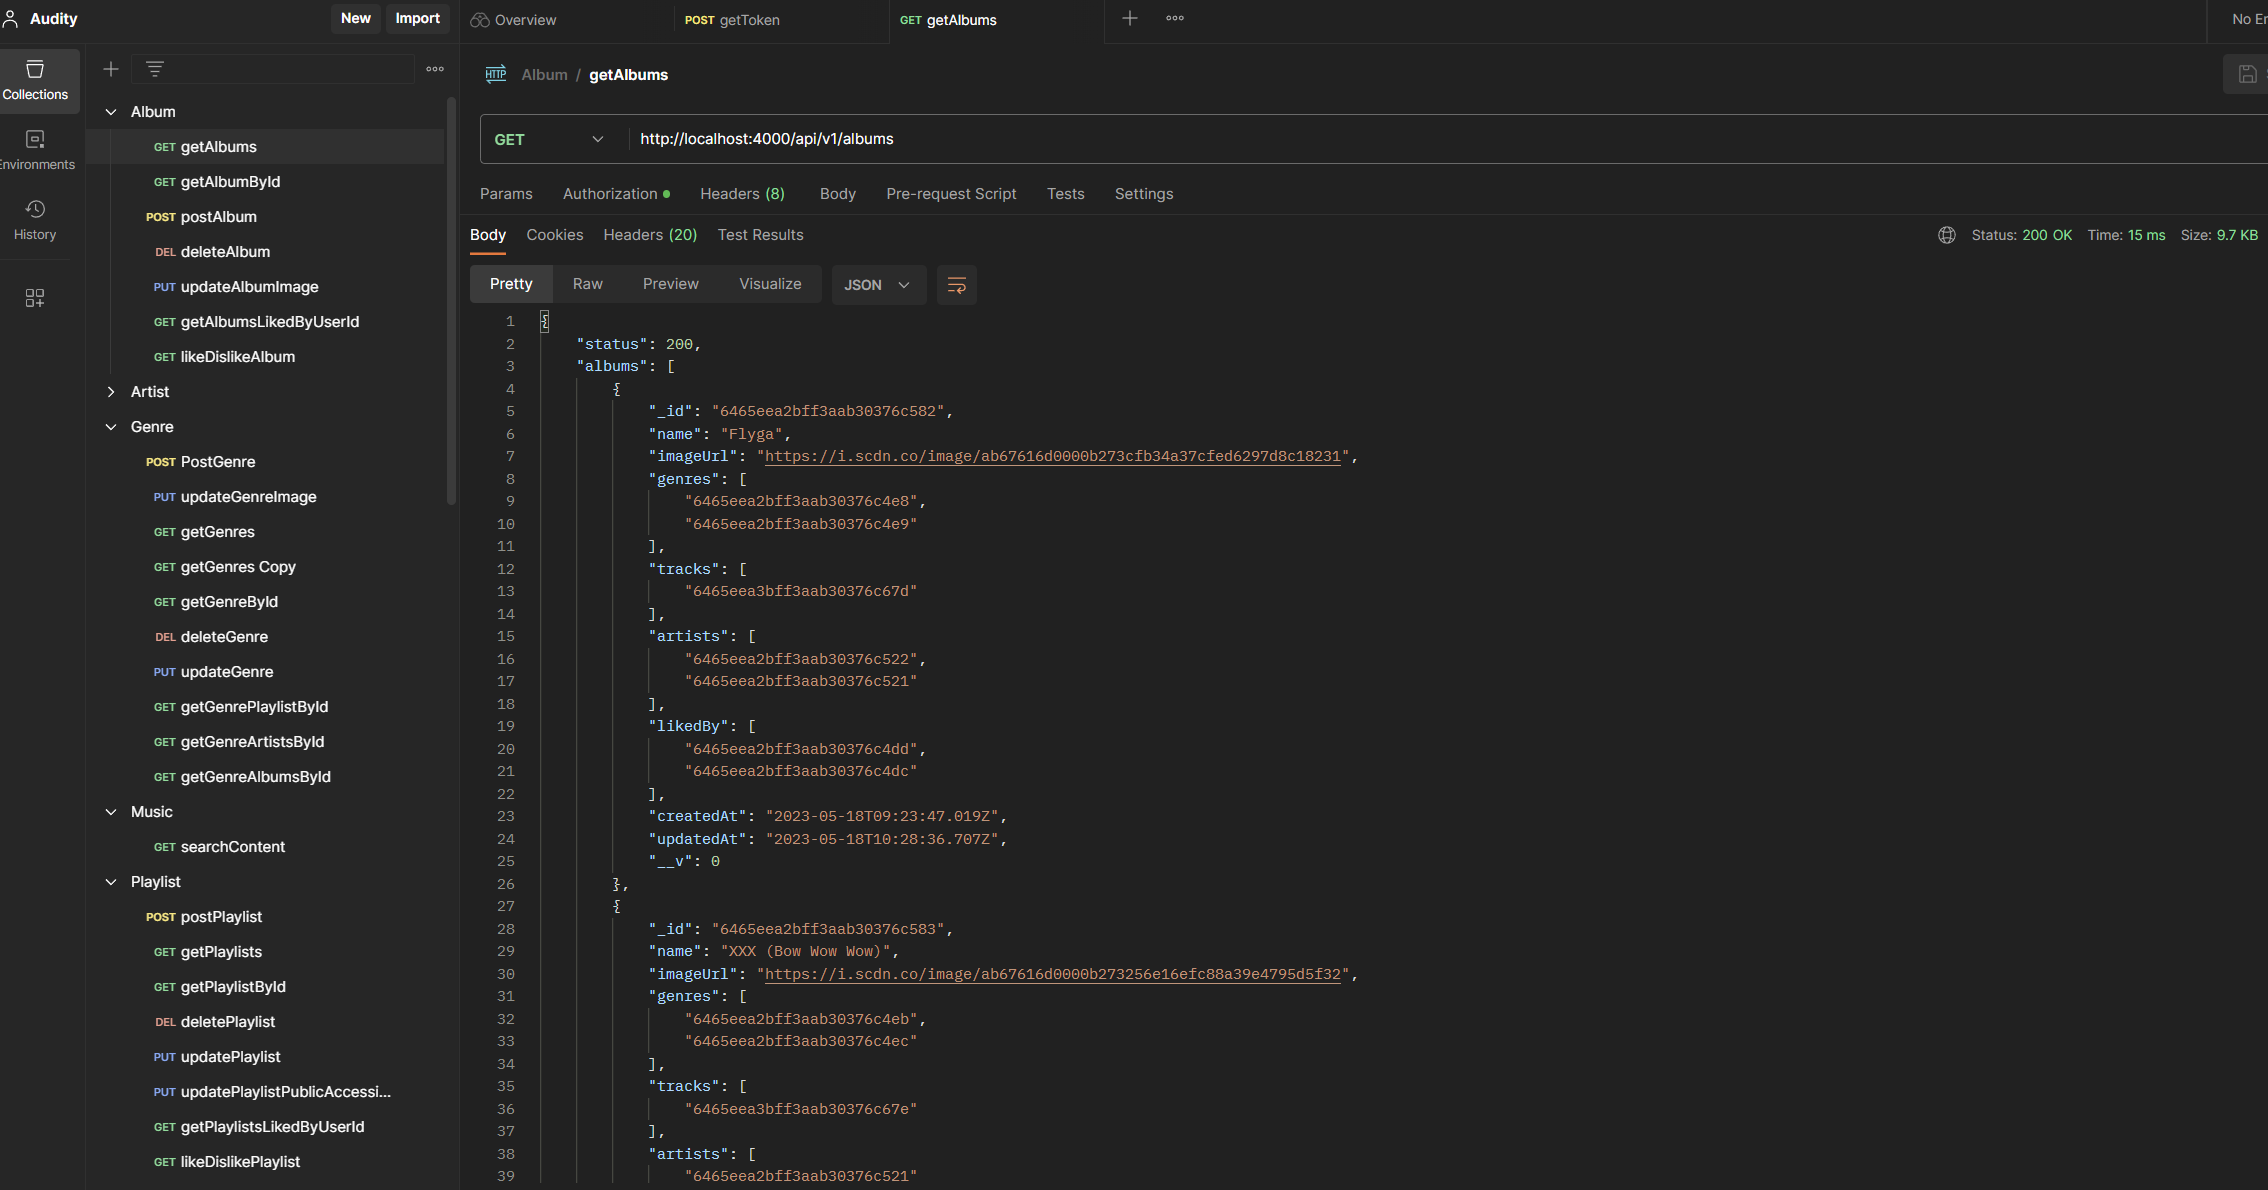 Audity
New
Import
Overview
POST getToken
GET getAlbums
Collections
Environments
History
Album
GET getAlbums
GET getAlbumById
POST postAlbum
DEL deleteAlbum
PUT updateAlbumImage
GET getAlbumsLikedByUserId
GET likeDislikeAlbum
Artist
Genre
POST PostGenre
PUT updateGenreImage
GET getGenres
GET getGenres Copy
GET getGenreById
DEL deleteGenre
PUT updateGenre
GET getGenrePlaylistById
GET getGenreArtistsById
GET getGenreAlbumsById
Music
GET searchContent
Playlist
POST postPlaylist
GET getPlaylists
GET getPlaylistById
DEL deletePlaylist
PUT updatePlaylist
PUT updatePlaylistPublicAccessi...
GET getPlaylistsLikedByUserId
GET likeDislikePlaylist
HTTP Album / getAlbums
GET http://localhost:4000/api/v1/albums
Params Authorization Headers (8) Body Pre-request Script Tests Settings
Body Cookies Headers (20) Test Results
Status: 200 OK Time: 15 ms Size: 9.7 KB
Pretty Raw Preview Visualize JSON
1 {
2 "status": 200,
3 "albums": [
4 {
5 "_id": "6465eea2bff3aab30376c582",
6 "name": "Flyga",
7 "imageUrl": "https://i.scdn.co/image/ab67616d0000b273cfb34a37cfed6297d8c18231",
8 "genres": [
9 "6465eea2bff3aab30376c4e8",
10 "6465eea2bff3aab30376c4e9"
11 ],
12 "tracks": [
13 "6465eea3bff3aab30376c67d"
14 ],
15 "artists": [
16 "6465eea2bff3aab30376c522",
17 "6465eea2bff3aab30376c521"
18 ],
19 "likedBy": [
20 "6465eea2bff3aab30376c4dd",
21 "6465eea2bff3aab30376c4dc"
22 ],
23 "createdAt": "2023-05-18T09:23:47.019Z",
24 "updatedAt": "2023-05-18T10:28:36.707Z",
25 "__v": 0
26 },
27 {
28 "_id": "6465eea2bff3aab30376c583",
29 "name": "XXX (Bow Wow Wow)",
30 "imageUrl": "https://i.scdn.co/image/ab67616d0000b273256e16efc88a39e4795d5f32",
31 "genres": [
32 "6465eea2bff3aab30376c4eb",
33 "6465eea2bff3aab30376c4ec"
34 ],
35 "tracks": [
36 "6465eea3bff3aab30376c67e"
37 ],
38 "artists": [
39 "6465eea2bff3aab30376c521"